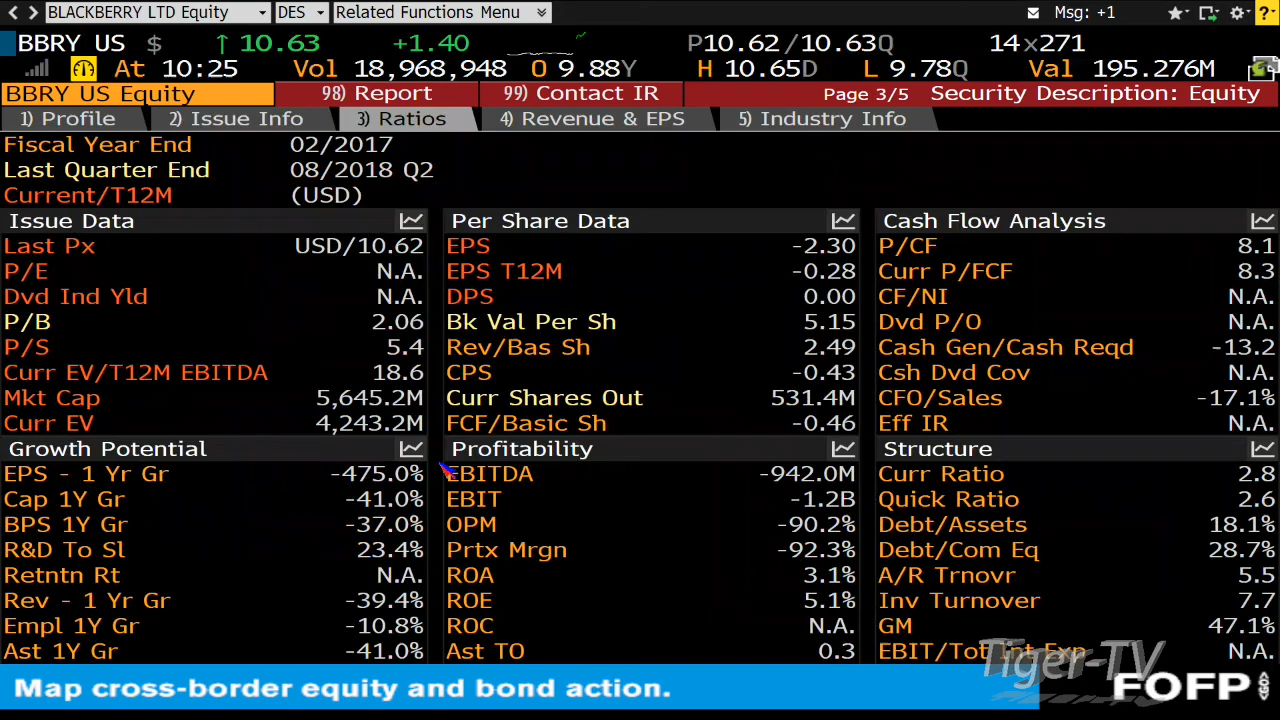 BLACKBERRY LTD Equity DES Related Functions Menu Msg: +1
BBRY US $ ↑ 10.63 +1.40 P10.62/10.63Q 14x271
At 10:25 Vol 18,968,948 O 9.88Y H 10.65D L 9.78Q Val 195.276M
BBRY US Equity 98) Report 99) Contact IR Page 3/5 Security Description: Equity
1) Profile 2) Issue Info 3) Ratios 4) Revenue & EPS 5) Industry Info
Fiscal Year End 02/2017
Last Quarter End 08/2018 Q2
Current/T12M (USD)
Issue Data
Last Px USD/10.62
P/E N.A.
Dvd Ind Yld N.A.
P/B 2.06
P/S 5.4
Curr EV/T12M EBITDA 18.6
Mkt Cap 5,645.2M
Curr EV 4,243.2M
Per Share Data
EPS -2.30
EPS T12M -0.28
DPS 0.00
Bk Val Per Sh 5.15
Rev/Bas Sh 2.49
CPS -0.43
Curr Shares Out 531.4M
FCF/Basic Sh -0.46
Cash Flow Analysis
P/CF 8.1
Curr P/FCF 8.3
CF/NI N.A.
Dvd P/O N.A.
Cash Gen/Cash Reqd -13.2
Csh Dvd Cov N.A.
CFO/Sales -17.1%
Eff IR N.A.
Growth Potential
EPS - 1 Yr Gr -475.0%
Cap 1Y Gr -41.0%
BPS 1Y Gr -37.0%
R&D To Sl 23.4%
Retntn Rt N.A.
Rev - 1 Yr Gr -39.4%
Empl 1Y Gr -10.8%
Ast 1Y Gr -41.0%
Profitability
EBITDA -942.0M
EBIT -1.2B
OPM -90.2%
Prtx Mrgn -92.3%
ROA 3.1%
ROE 5.1%
ROC N.A.
Ast TO 0.3
Structure
Curr Ratio 2.8
Quick Ratio 2.6
Debt/Assets 18.1%
Debt/Com Eq 28.7%
A/R Trnovr 5.5
Inv Turnover 7.7
GM 47.1%
EBIT/Tot Int Exp N.A.
Tiger-TV
Map cross-border equity and bond action.
FOFP GO